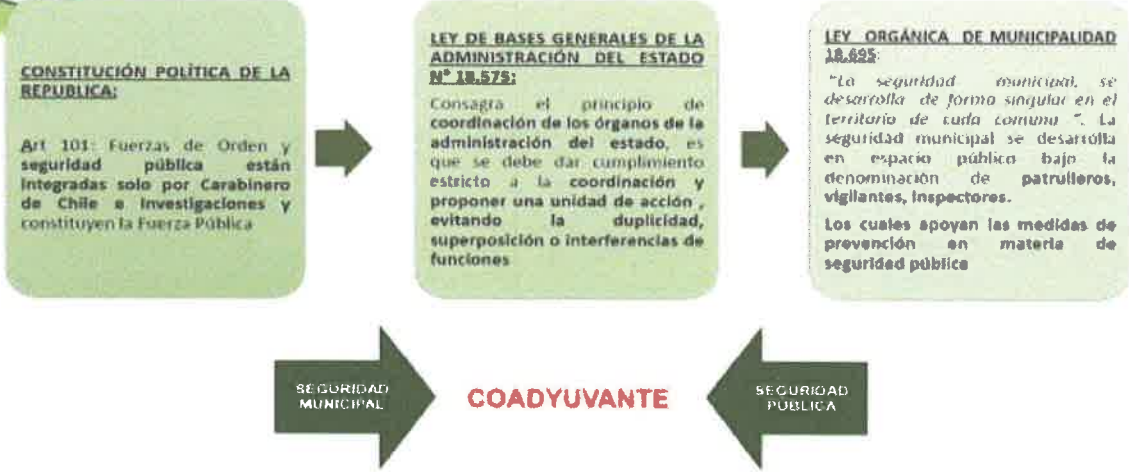 CONSTITUCIÓN POLÍTICA DE LA
REPUBLICA:
Art 101: Fuerzas de Orden y
seguridad pública están
integradas solo por Carabinero
de Chile e Investigaciones y
constituyen la Fuerza Pública
LEY DE BASES GENERALES DE LA
ADMINISTRACIÓN DEL ESTADO
N° 18.575:
Consagra el principio de
coordinación de los órganos de la
administración del estado, es
que se debe dar cumplimiento
estricto a la coordinación y
proponer una unidad de acción ,
evitando la duplicidad,
superposición o interferencias de
funciones
LEY ORGÁNICA DE MUNICIPALIDAD
18.695:
"La seguridad municipal, se
desarrolla de forma singular en el
territorio de cada comuna ". La
seguridad municipal se desarrolla
en espacio público bajo la
denominación de patrulleros,
vigilantes, inspectores.
Los cuales apoyan las medidas de
prevención en materia de
seguridad pública
SEGURIDAD
MUNICIPAL
COADYUVANTE
SEGURIDAD
PUBLICA